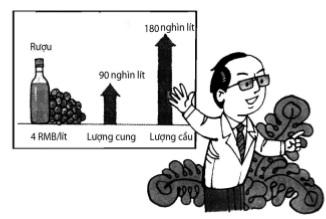 180 nghìn lít
Rượu
90 nghìn lít
4 RMB/lít
Lượng cung
Lượng cầu